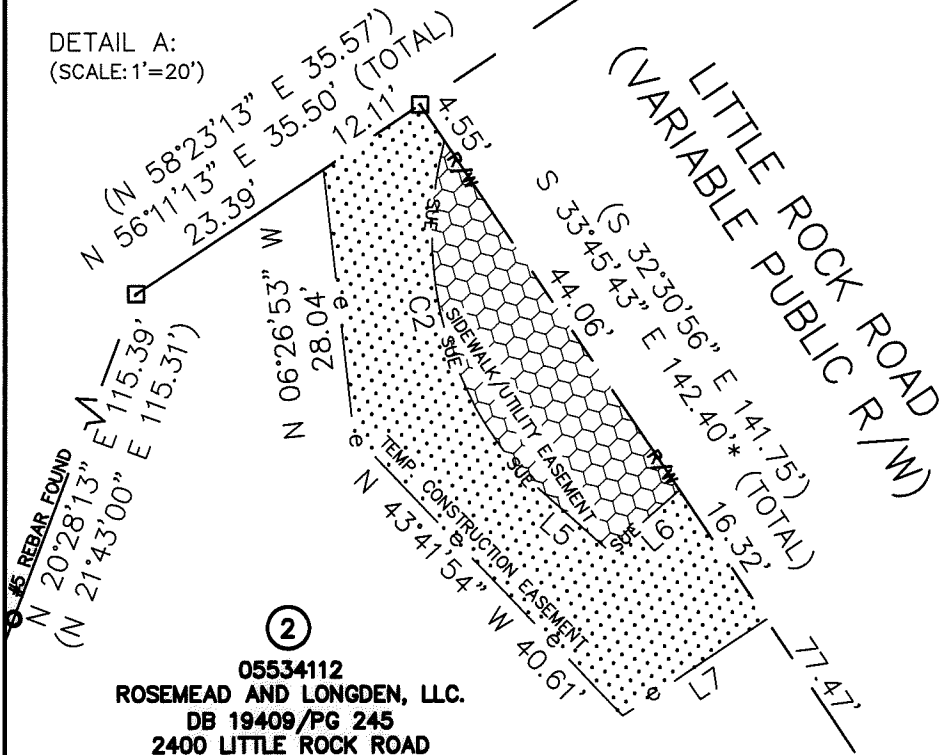 DETAIL A:
(SCALE: 1'=20')
(N 58°23'13" E 35.57')
N 56°11'13" E 35.50' (TOTAL)
23.39'
12.11'
4.55'
R/W
LITTLE ROCK ROAD
(VARIABLE PUBLIC R/W)
(S 32°30'56" E 141.75')
S 33°45'43" E 142.40'* (TOTAL)
44.06'
SUE
C2
SUE
SIDEWALK/UTILITY EASEMENT
SUE
L5
SUE
L6
R/W
16.32'
N 06°26'53" W
28.04'
e
e
TEMP CONSTRUCTION EASEMENT
e
e
e
N 43°41'54" W 40.61'
L7
77.47'
#5 REBAR FOUND
N 20°28'13" E 115.39'
(N 21°43'00" E 115.31')
2
05534112
ROSEMEAD AND LONGDEN, LLC.
DB 19409/PG 245
2400 LITTLE ROCK ROAD